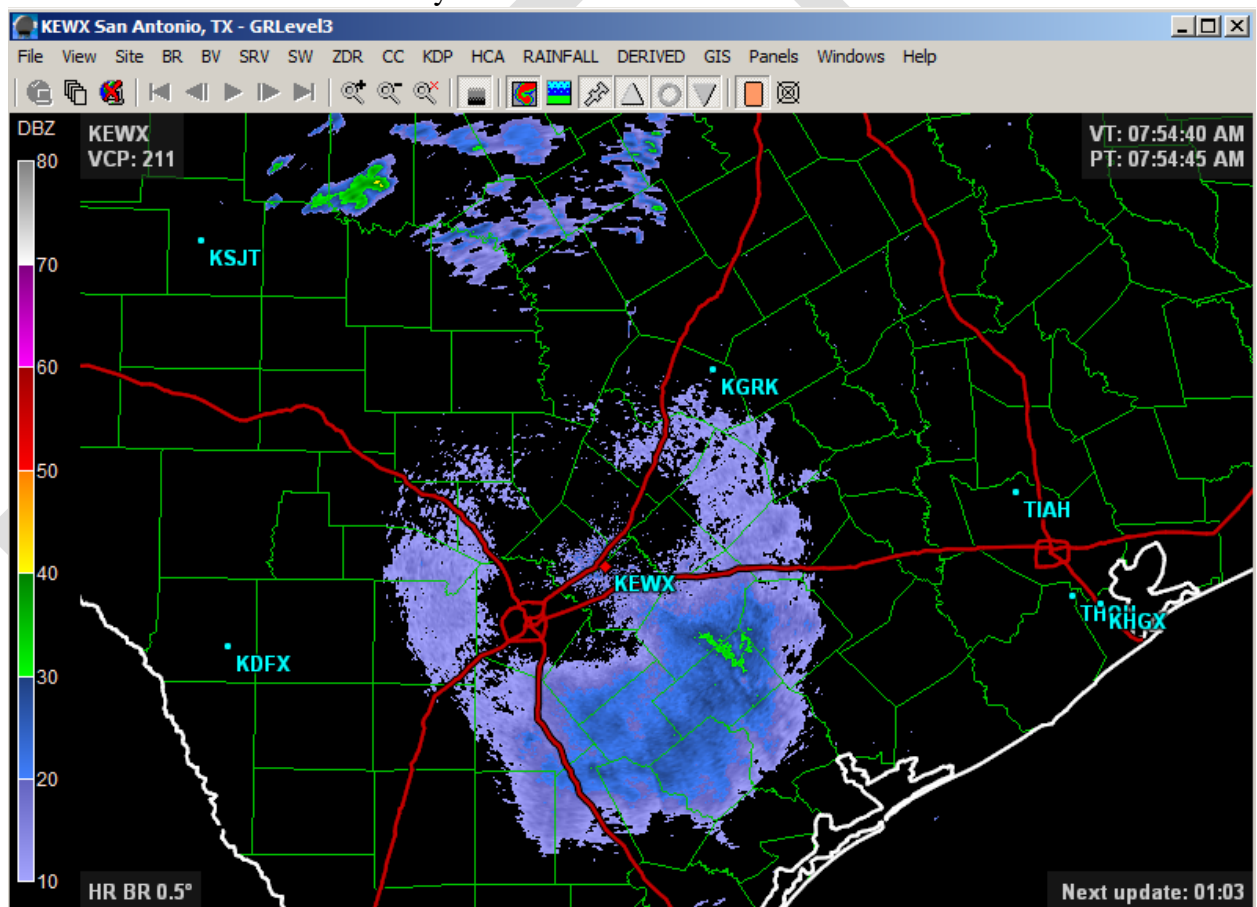 KEWX San Antonio, TX - GRLevel3
File View Site BR BV SRV SW ZDR CC KDP HCA RAINFALL DERIVED GIS Panels Windows Help
DBZ
KEWX
VCP: 211
VT: 07:54:40 AM
PT: 07:54:45 AM
80
KSJT
70
60
KGRK
50
TIAH
40
KEWX
KHGX
KDFX
30
20
10
HR BR 0.5°
Next update: 01:03